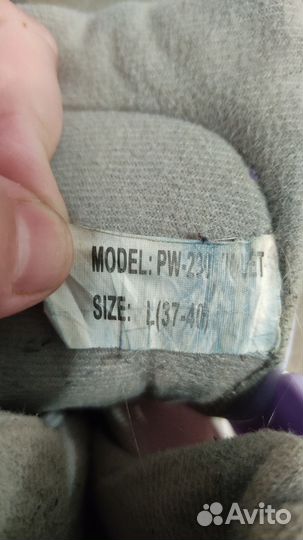 MODEL: PW-23
SIZE: L(37-40)
Avito